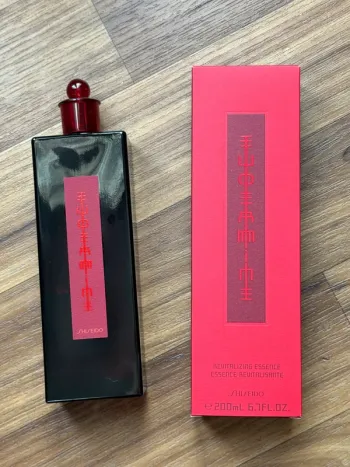 SHISEIDO
REVITALIZING ESSENCE
ESSENCE REVITALISANTE
SHISEIDO
℮ 200mL 6.7FL.OZ.